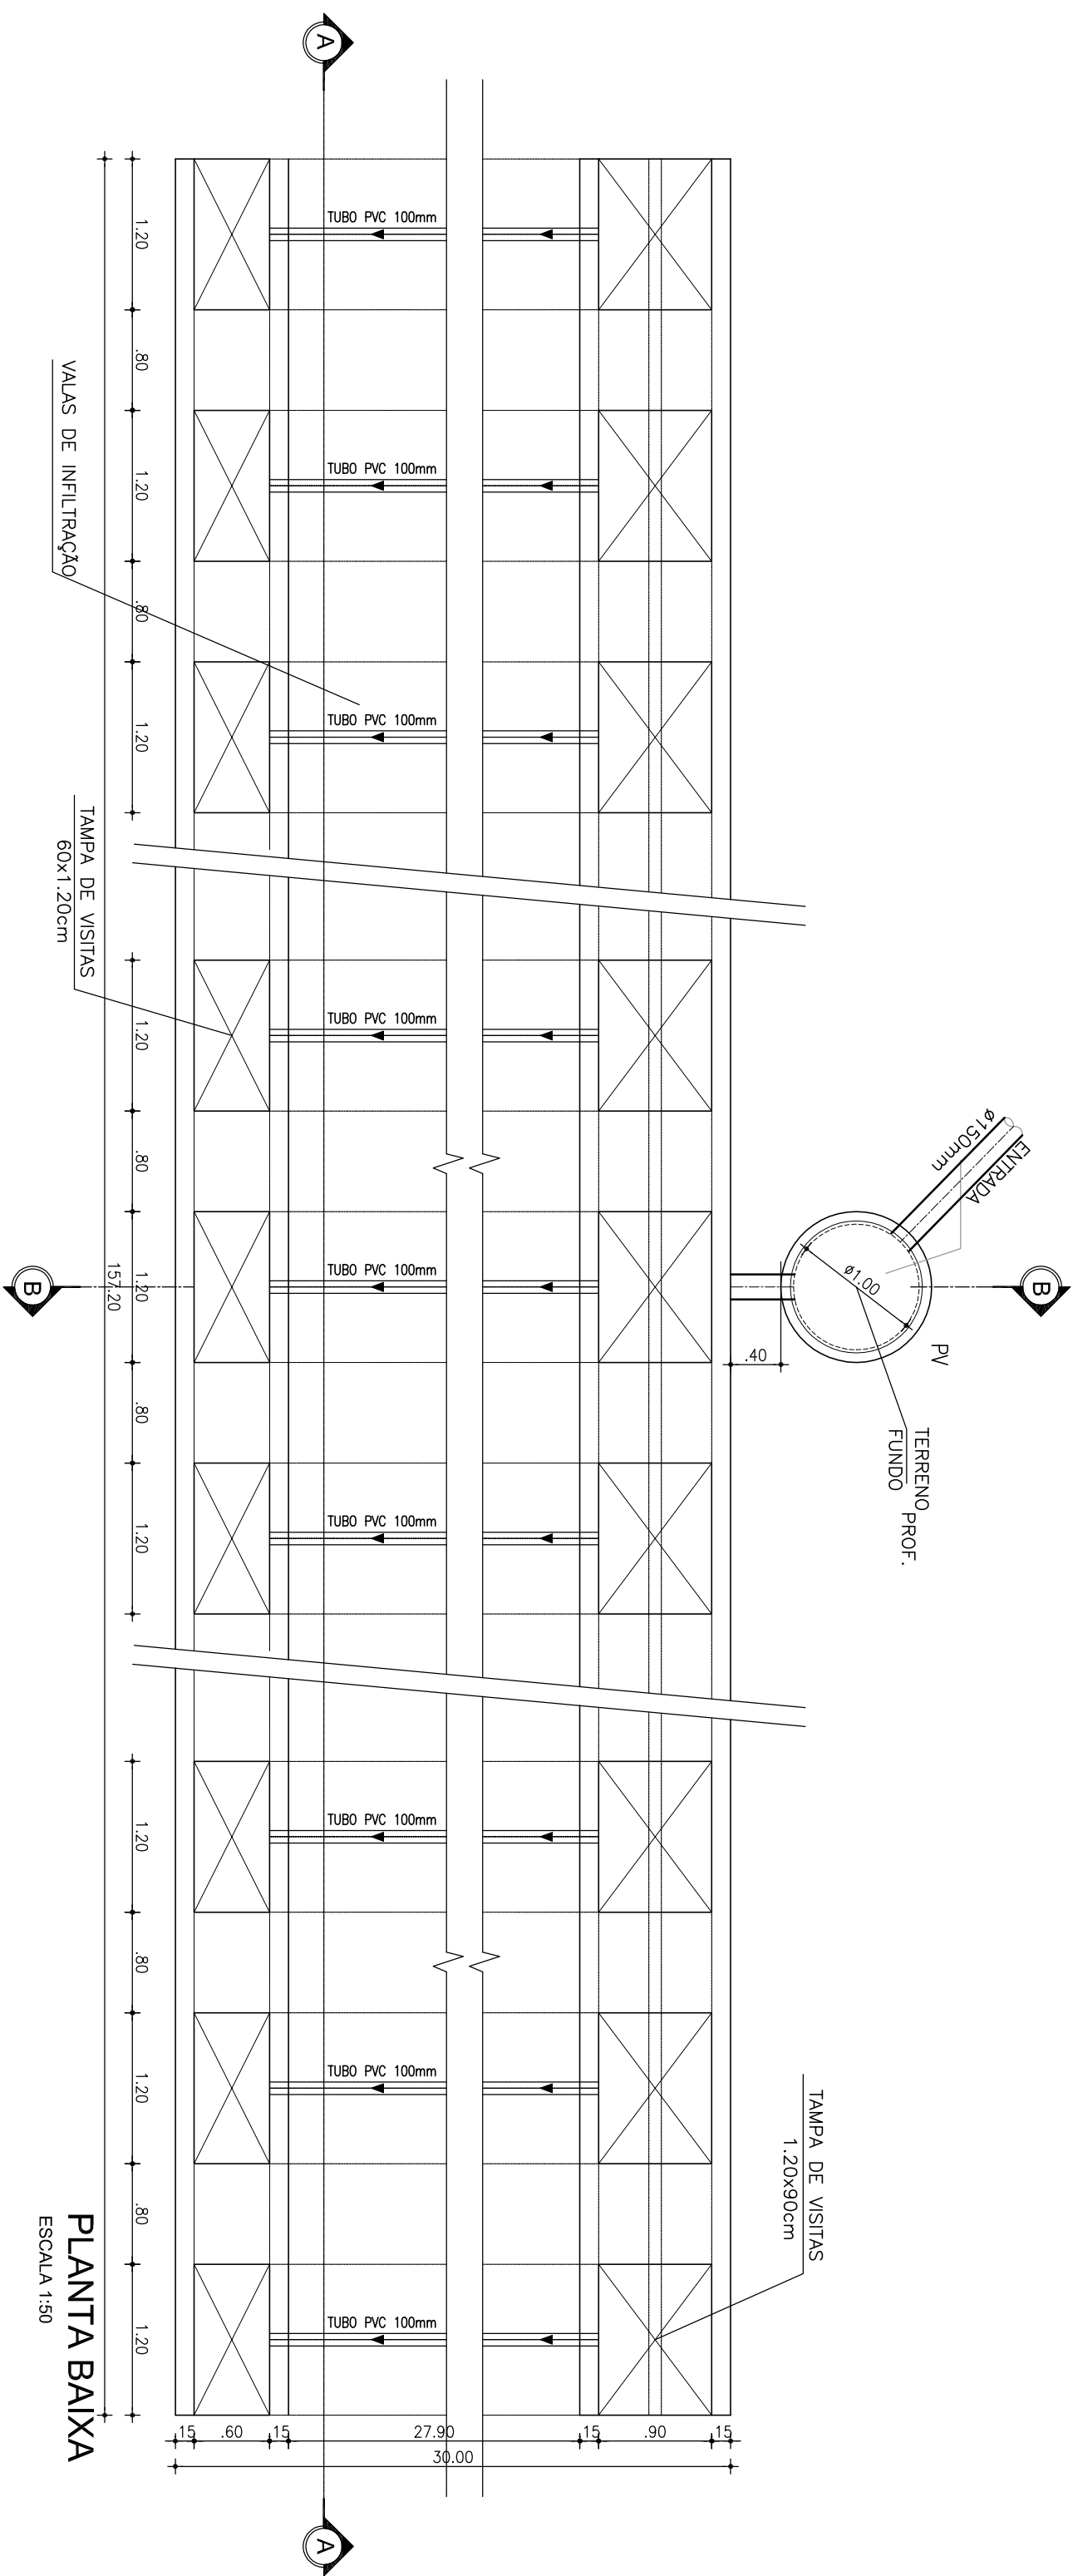 B
ENTRADA
ø150mm
ø1.00
PV
.40
TERRENO
FUNDO
PROF.
TAMPA DE VISITAS
1.20x90cm
A
TUBO PVC 100mm
TUBO PVC 100mm
TUBO PVC 100mm
TUBO PVC 100mm
TUBO PVC 100mm
TUBO PVC 100mm
TUBO PVC 100mm
TUBO PVC 100mm
TUBO PVC 100mm
A
15
.90
15
27.90
15
.60
15
30.00
1.20
.80
1.20
.80
1.20
1.20
.80
1.20
.80
1.20
1.20
.80
1.20
.80
1.20
157.20
VALAS DE INFILTRAÇÃO
TAMPA DE VISITAS
60x1.20cm
B
PLANTA BAIXA
ESCALA 1:50